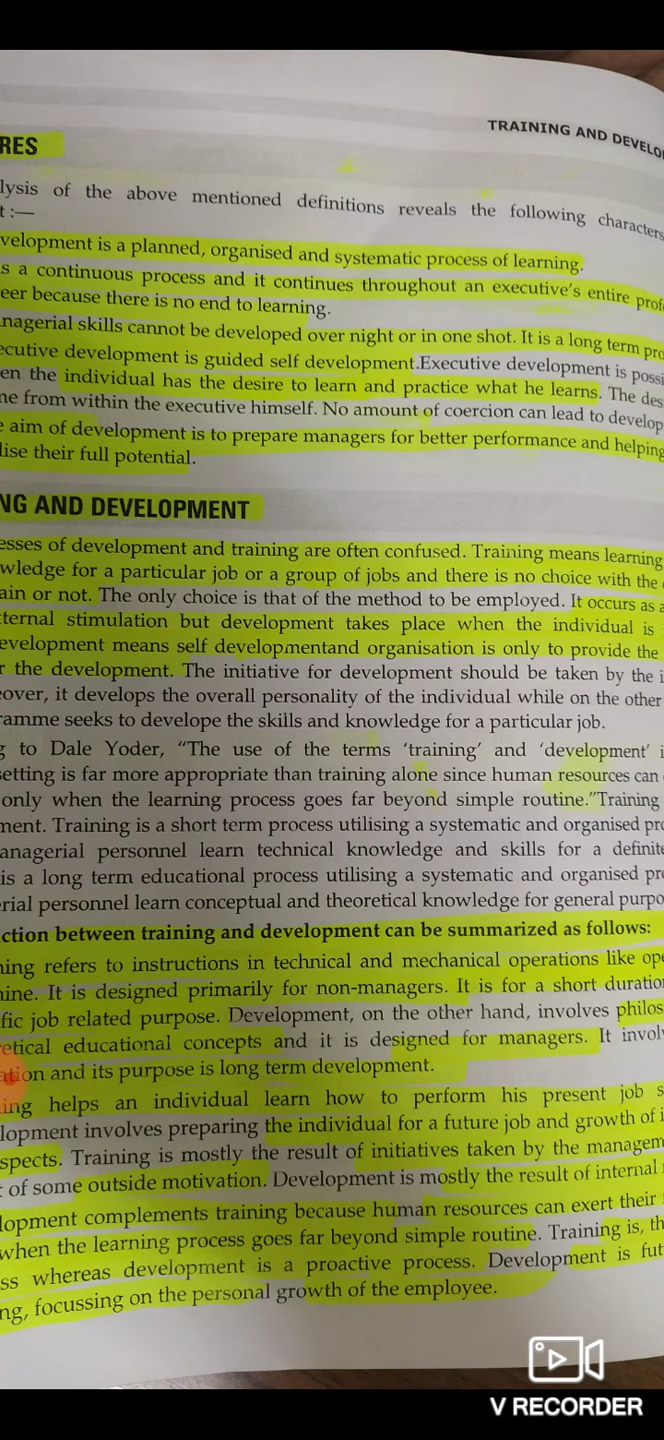 TRAINING AND DEVELO
RES
lysis of the above mentioned definitions reveals the following characters
t :—
velopment is a planned, organised and systematic process of learning.
s a continuous process and it continues throughout an executive's entire prof
eer because there is no end to learning.
nagerial skills cannot be developed over night or in one shot. It is a long term pro
ecutive development is guided self development.Executive development is possi
en the individual has the desire to learn and practice what he learns. The des
me from within the executive himself. No amount of coercion can lead to develop
e aim of development is to prepare managers for better performance and helping
lise their full potential.
NG AND DEVELOPMENT
esses of development and training are often confused. Training means learning
wledge for a particular job or a group of jobs and there is no choice with the
ain or not. The only choice is that of the method to be employed. It occurs as a
ternal stimulation but development takes place when the individual is
evelopment means self developmentand organisation is only to provide the
r the development. The initiative for development should be taken by the i
eover, it develops the overall personality of the individual while on the other
ramme seeks to develope the skills and knowledge for a particular job.
g to Dale Yoder, "The use of the terms 'training' and 'development' i
setting is far more appropriate than training alone since human resources can
only when the learning process goes far beyond simple routine."Training
ment. Training is a short term process utilising a systematic and organised pro
anagerial personnel learn technical knowledge and skills for a definite
is a long term educational process utilising a systematic and organised pr
erial personnel learn conceptual and theoretical knowledge for general purpo
ction between training and development can be summarized as follows:
ning refers to instructions in technical and mechanical operations like ope
hine. It is designed primarily for non-managers. It is for a short duration
ific job related purpose. Development, on the other hand, involves philos
retical educational concepts and it is designed for managers. It involv
ation and its purpose is long term development.
ing helps an individual learn how to perform his present job s
lopment involves preparing the individual for a future job and growth of i
spects. Training is mostly the result of initiatives taken by the managem
t of some outside motivation. Development is mostly the result of internal
lopment complements training because human resources can exert their
when the learning process goes far beyond simple routine. Training is, th
ss whereas development is a proactive process. Development is fut
ng, focussing on the personal growth of the employee.
V RECORDER